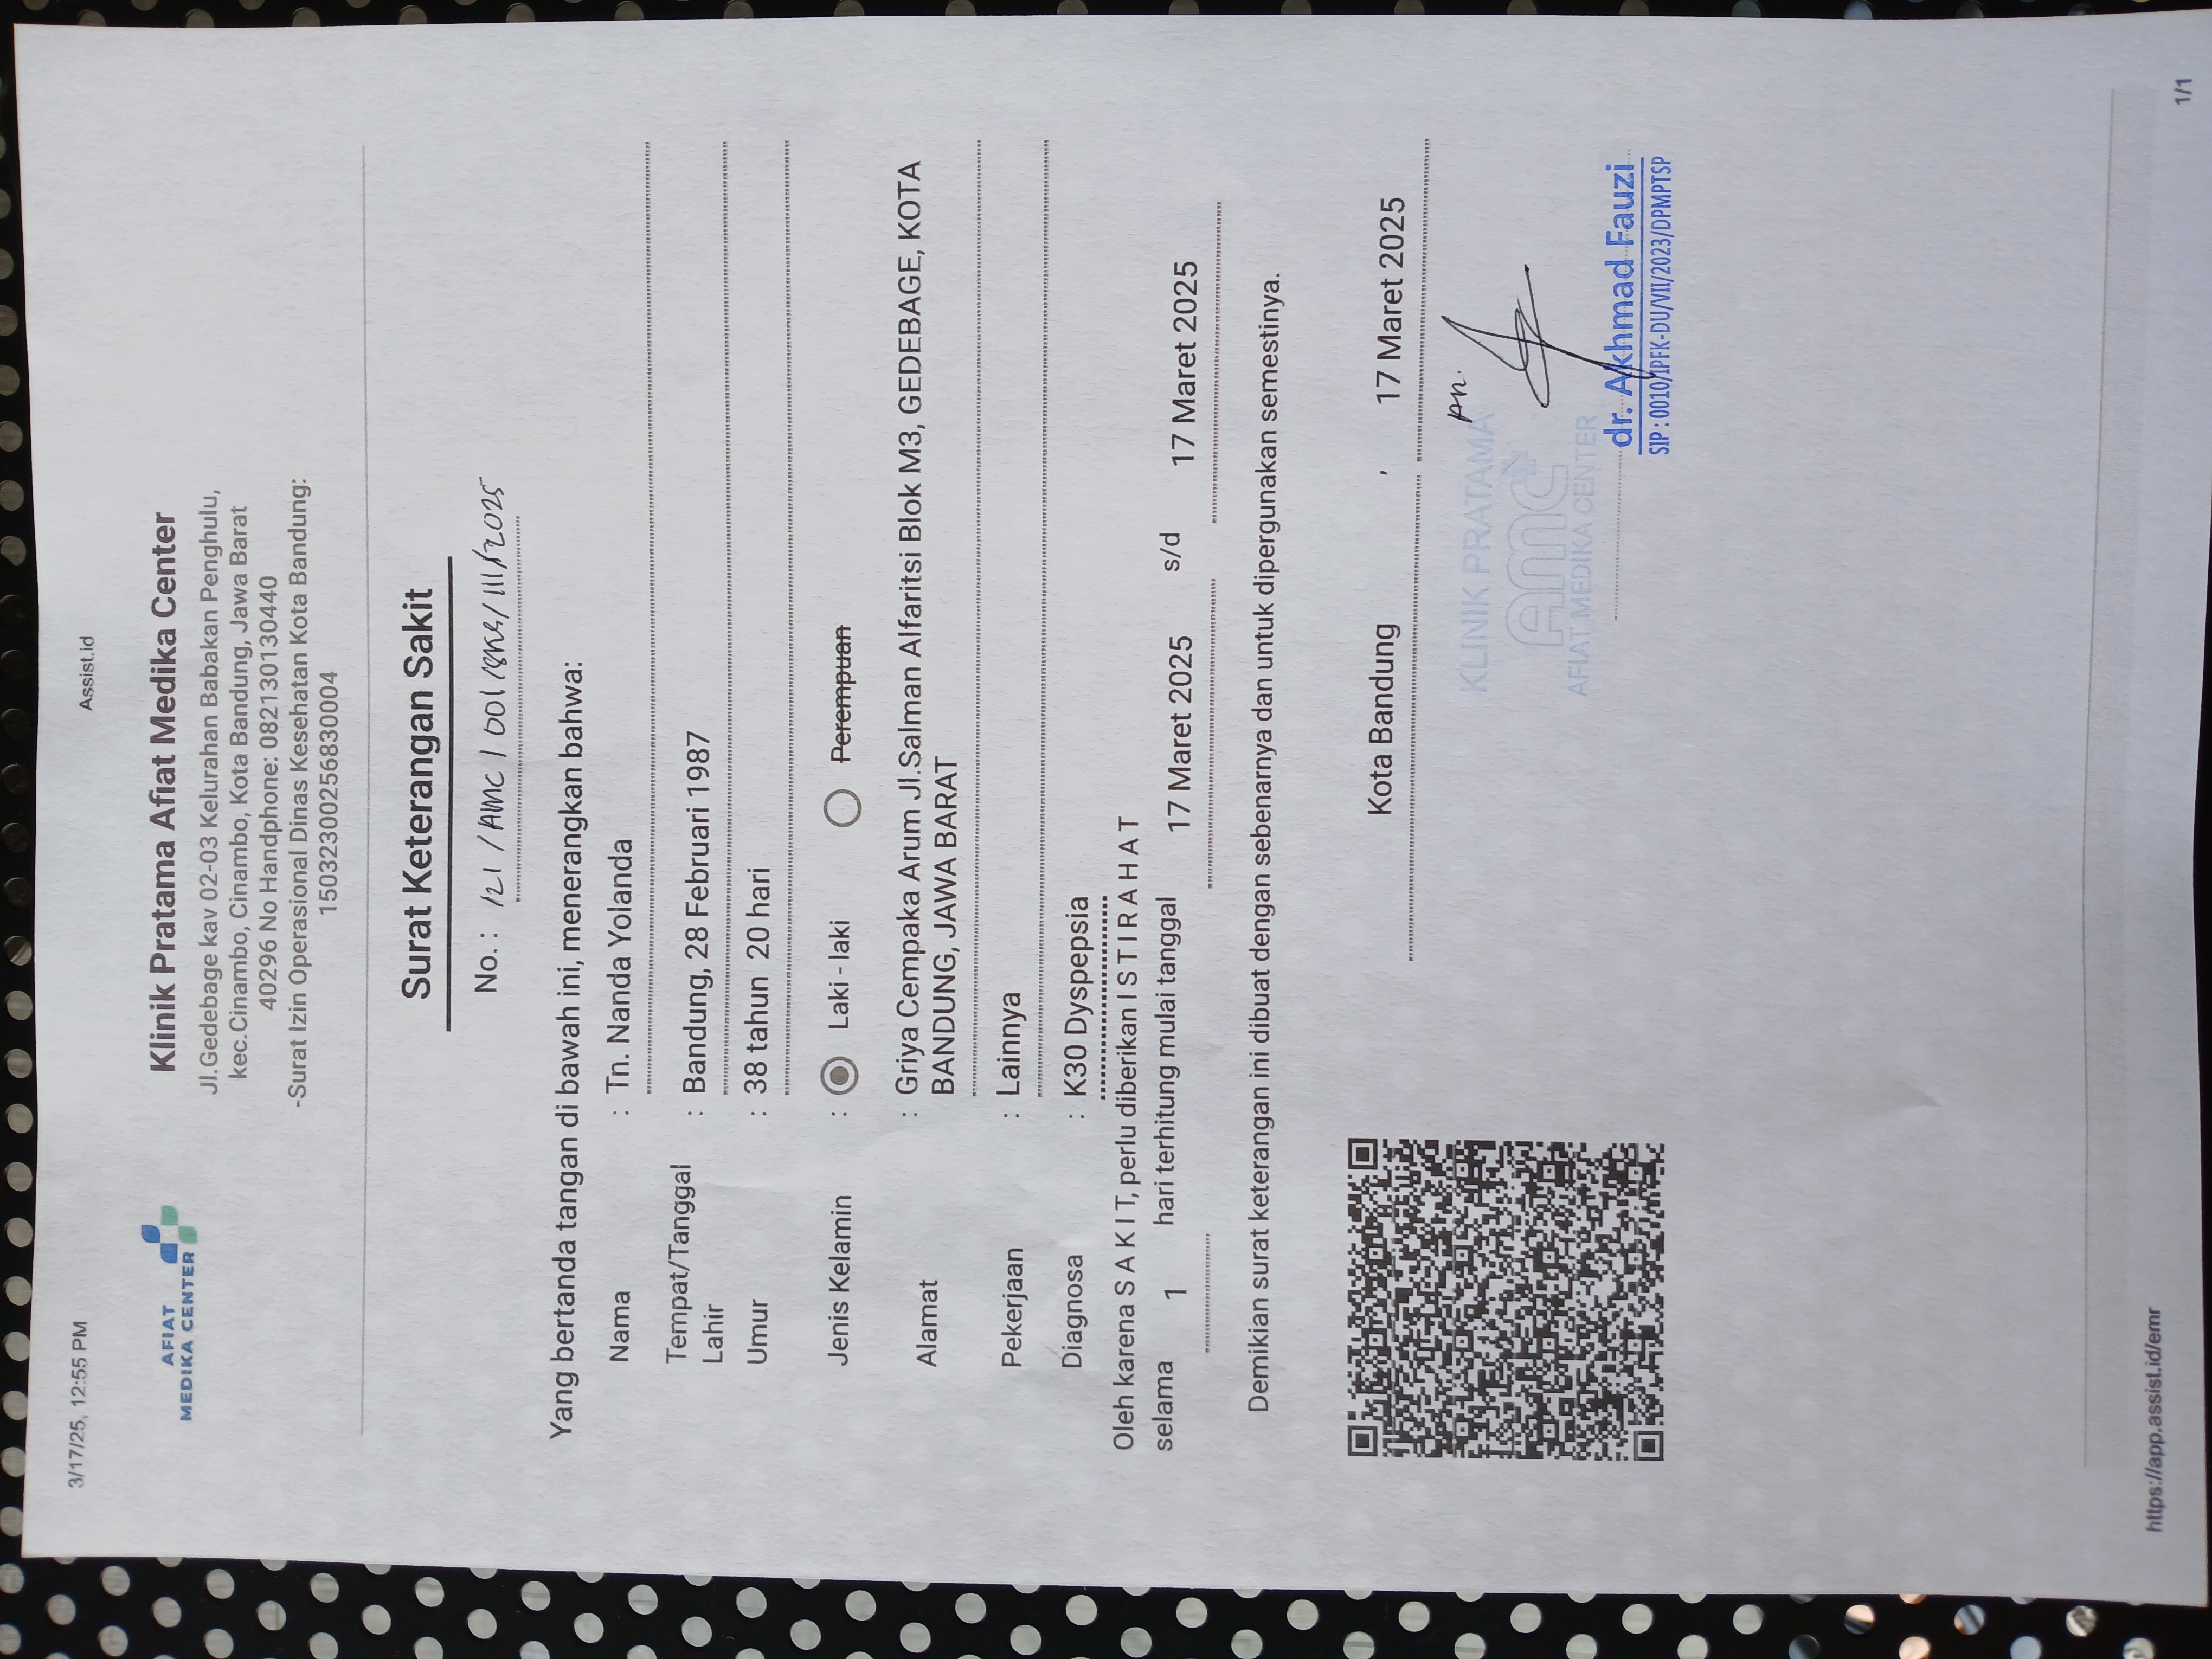 3/17/25, 12:55 PM
Assist.id
AFIAT
MEDIKA CENTER
Klinik Pratama Afiat Medika Center
Jl.Gedebage kav 02-03 Kelurahan Babakan Penghulu,
kec.Cinambo, Cinambo, Kota Bandung, Jawa Barat
40296 No Handphone: 082130130440
-Surat Izin Operasional Dinas Kesehatan Kota Bandung:
15032300256830004
Surat Keterangan Sakit
No. : 121 / AMC / 001 / SKS / III / 2025
Yang bertanda tangan di bawah ini, menerangkan bahwa:
Nama : Tn. Nanda Yolanda
Tempat/Tanggal
Lahir : Bandung, 28 Februari 1987
Umur : 38 tahun 20 hari
Jenis Kelamin : Laki - laki Perempuan
Alamat : Griya Cempaka Arum Jl.Salman Alfaritsi Blok M3, GEDEBAGE, KOTA
BANDUNG, JAWA BARAT
Pekerjaan : Lainnya
Diagnosa : K30 Dyspepsia
Oleh karena S A K I T, perlu diberikan I S T I R A H A T
selama 1 hari terhitung mulai tanggal 17 Maret 2025 s/d 17 Maret 2025
Demikian surat keterangan ini dibuat dengan sebenarnya dan untuk dipergunakan semestinya.
Kota Bandung , 17 Maret 2025
An.
KLINIK PRATAMA
AMC
AFIAT MEDIKA CENTER
dr. Akhmad Fauzi
SIP : 0010/IPFK-DU/VII/2023/DPMPTSP
https://app.assist.id/emr
1/1